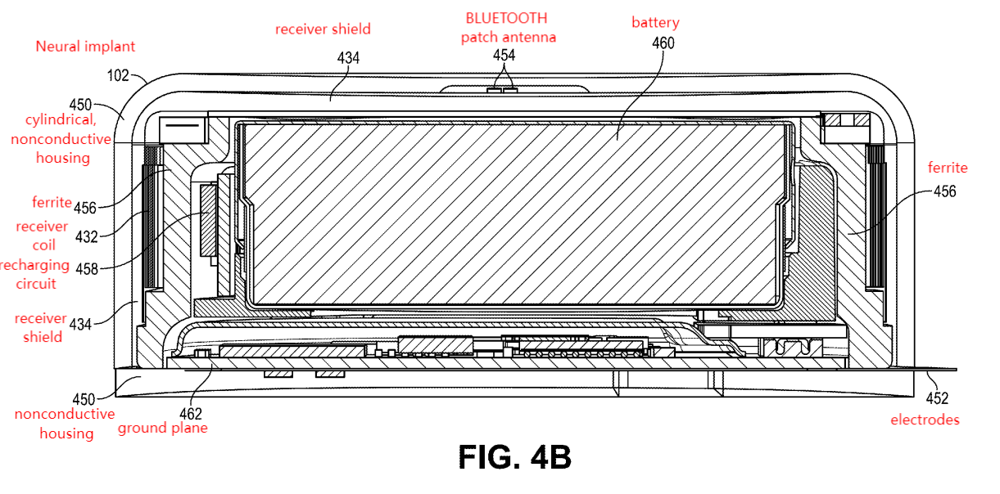 BLUETOOTH
patch antenna
454
receiver shield
434
battery
460
Neural implant
102
450
cylindrical,
nonconductive
housing
ferrite 456
receiver
coil
432
recharging
circuit
458
receiver
shield
434
ferrite
456
450
nonconductive
housing
462
ground plane
452
electrodes
FIG. 4B